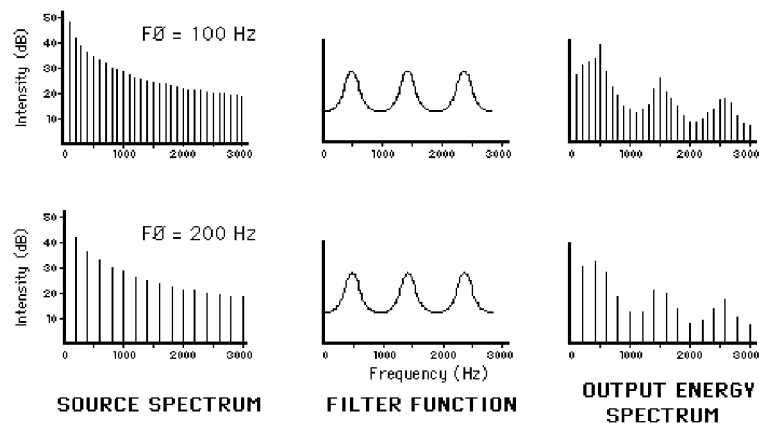 Intensity (dB)
50
40
30
20
10
FØ = 100 Hz
0 1000 2000 3000
0 1000 2000 3000
0 1000 2000 3000
Intensity (dB)
50
40
30
20
10
FØ = 200 Hz
0 1000 2000 3000
0 1000 2000 3000
0 1000 2000 3000
Frequency (Hz)
SOURCE SPECTRUM
FILTER FUNCTION
OUTPUT ENERGY
SPECTRUM